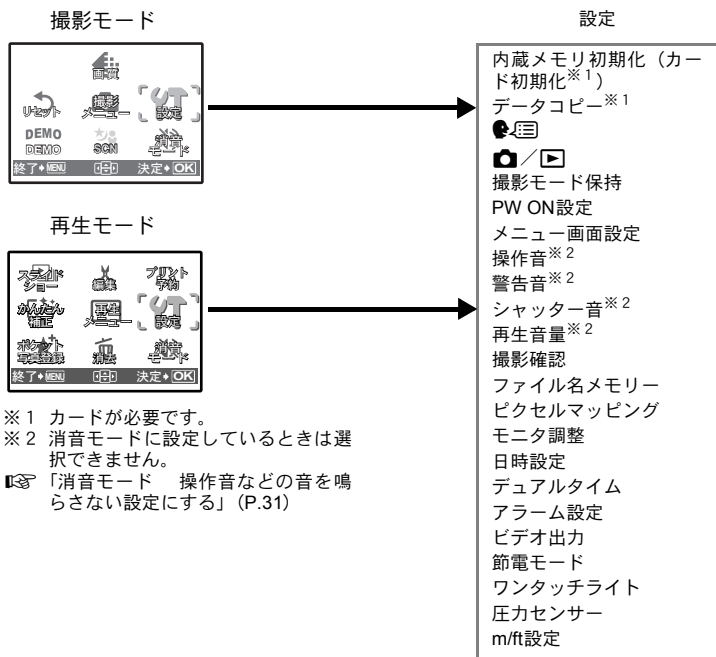 撮影モード
画質
リセット
撮影
メニュー
設定
DEMO
DEMO
SCN
消音
モード
終了 MENU
決定 OK
再生モード
スライド
ショー
編集
プリント
予約
かんたん
補正
再生
メニュー
設定
ポケット
写真登録
消去
消音
モード
終了 MENU
決定 OK
※1 カードが必要です。
※2 消音モードに設定しているときは選
択できません。
☞「消音モード 操作音などの音を鳴
らさない設定にする」(P.31)
設定
内蔵メモリ初期化(カー
ド初期化※1)
データコピー※1
/
撮影モード保持
PW ON設定
メニュー画面設定
操作音※2
警告音※2
シャッター音※2
再生音量※2
撮影確認
ファイル名メモリー
ピクセルマッピング
モニタ調整
日時設定
デュアルタイム
アラーム設定
ビデオ出力
節電モード
ワンタッチライト
圧力センサー
m/ft設定